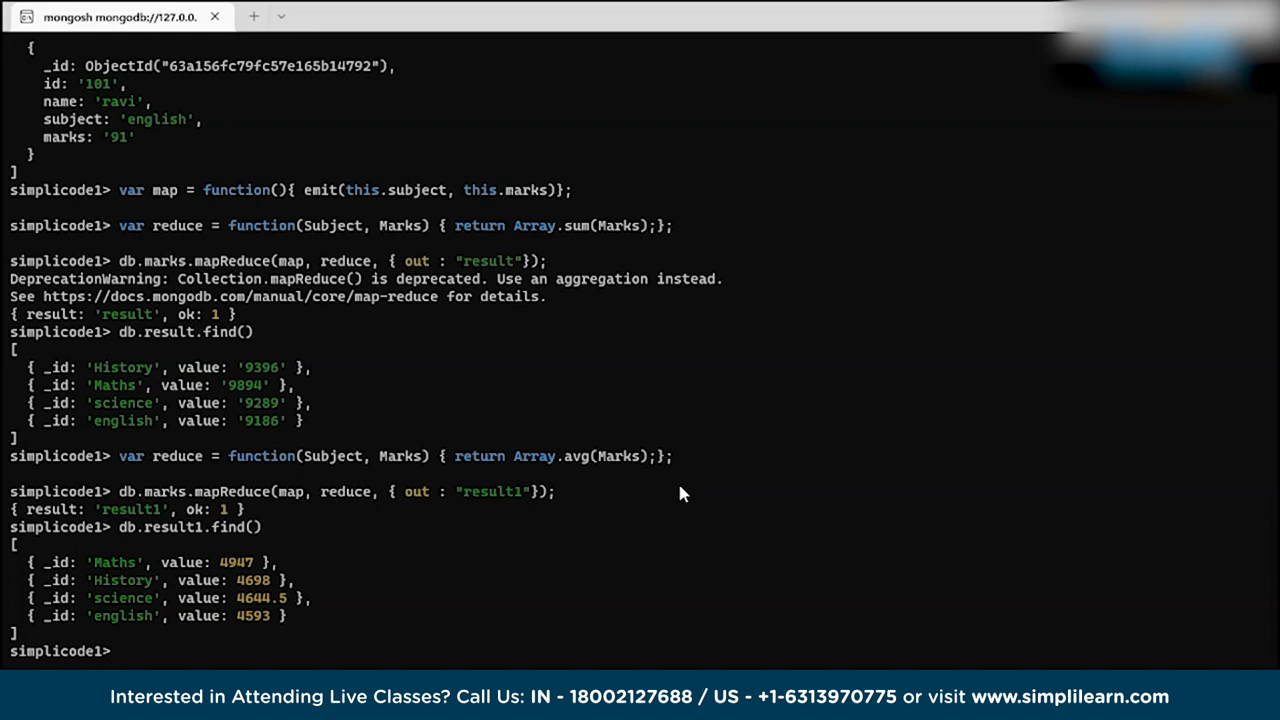 mongosh mongodb://127.0.0.
{
_id: ObjectId("63a156fc79fc57e165b14792"),
id: '101',
name: 'ravi',
subject: 'english',
marks: '91'
}
]
simplicode1> var map = function(){ emit(this.subject, this.marks)};
simplicode1> var reduce = function(Subject, Marks) { return Array.sum(Marks);};
simplicode1> db.marks.mapReduce(map, reduce, { out : "result"});
DeprecationWarning: Collection.mapReduce() is deprecated. Use an aggregation instead.
See https://docs.mongodb.com/manual/core/map-reduce for details.
{ result: 'result', ok: 1 }
simplicode1> db.result.find()
[
{ _id: 'History', value: '9396' },
{ _id: 'Maths', value: '9894' },
{ _id: 'science', value: '9289' },
{ _id: 'english', value: '9186' }
]
simplicode1> var reduce = function(Subject, Marks) { return Array.avg(Marks);};
simplicode1> db.marks.mapReduce(map, reduce, { out : "result1"});
{ result: 'result1', ok: 1 }
simplicode1> db.result1.find()
[
{ _id: 'Maths', value: 4947 },
{ _id: 'History', value: 4698 },
{ _id: 'science', value: 4644.5 },
{ _id: 'english', value: 4593 }
]
simplicode1>
Interested in Attending Live Classes? Call Us: IN - 18002127688 / US - +1-6313970775 or visit www.simplilearn.com